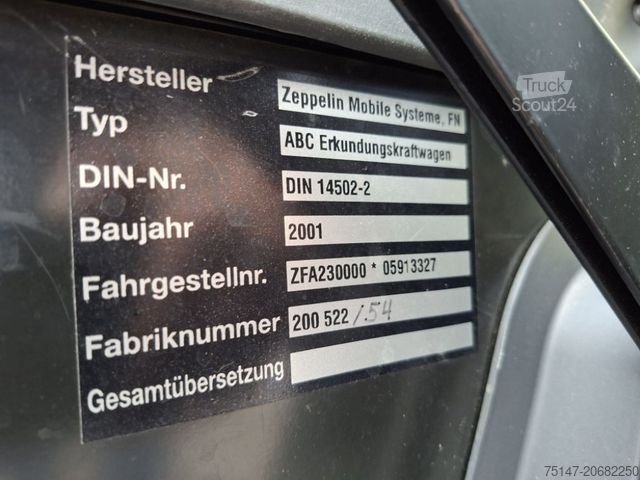 Hersteller Zeppelin Mobile Systeme, FN
Typ ABC Erkundungskraftwagen
DIN-Nr. DIN 14502-2
Baujahr 2001
Fahrgestellnr. ZFA230000 * 05913327
Fabriknummer 200 522 / 54
Gesamtübersetzung
Truck
Scout24
75147-20682250